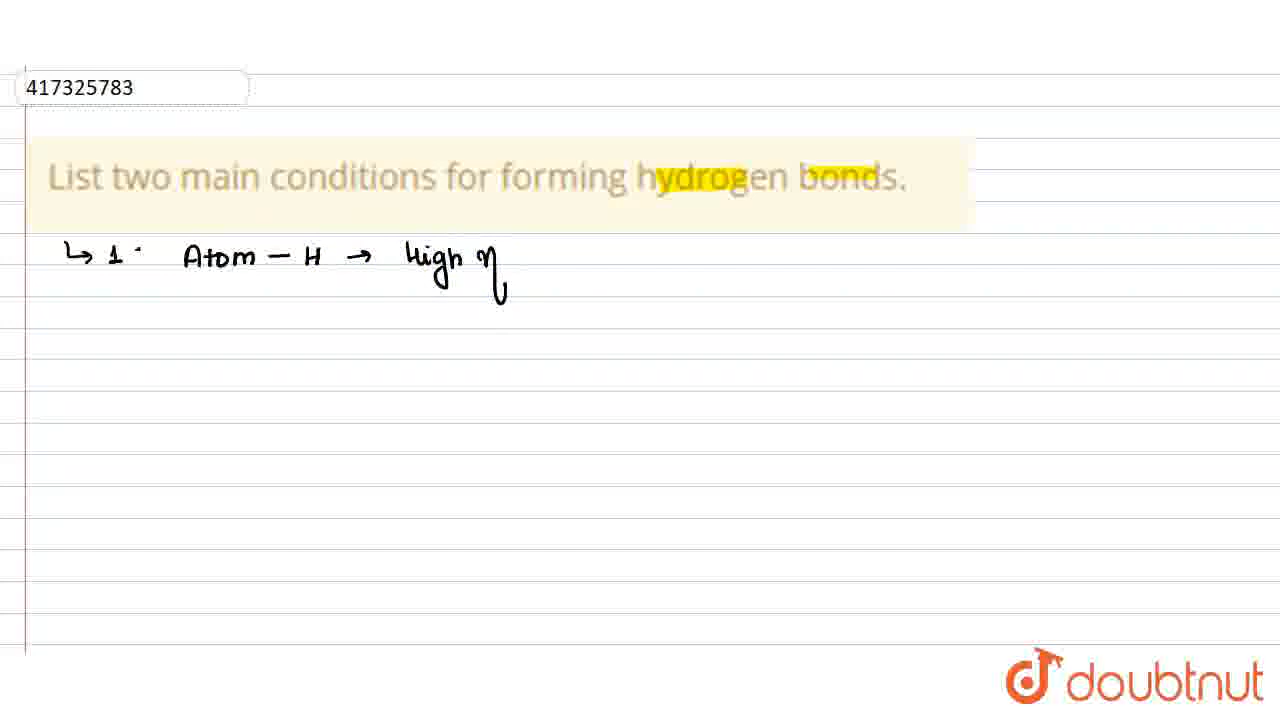 417325783
List two main conditions for forming hydrogen bonds.
↳ 1. Atom - H → High η
doubtnut